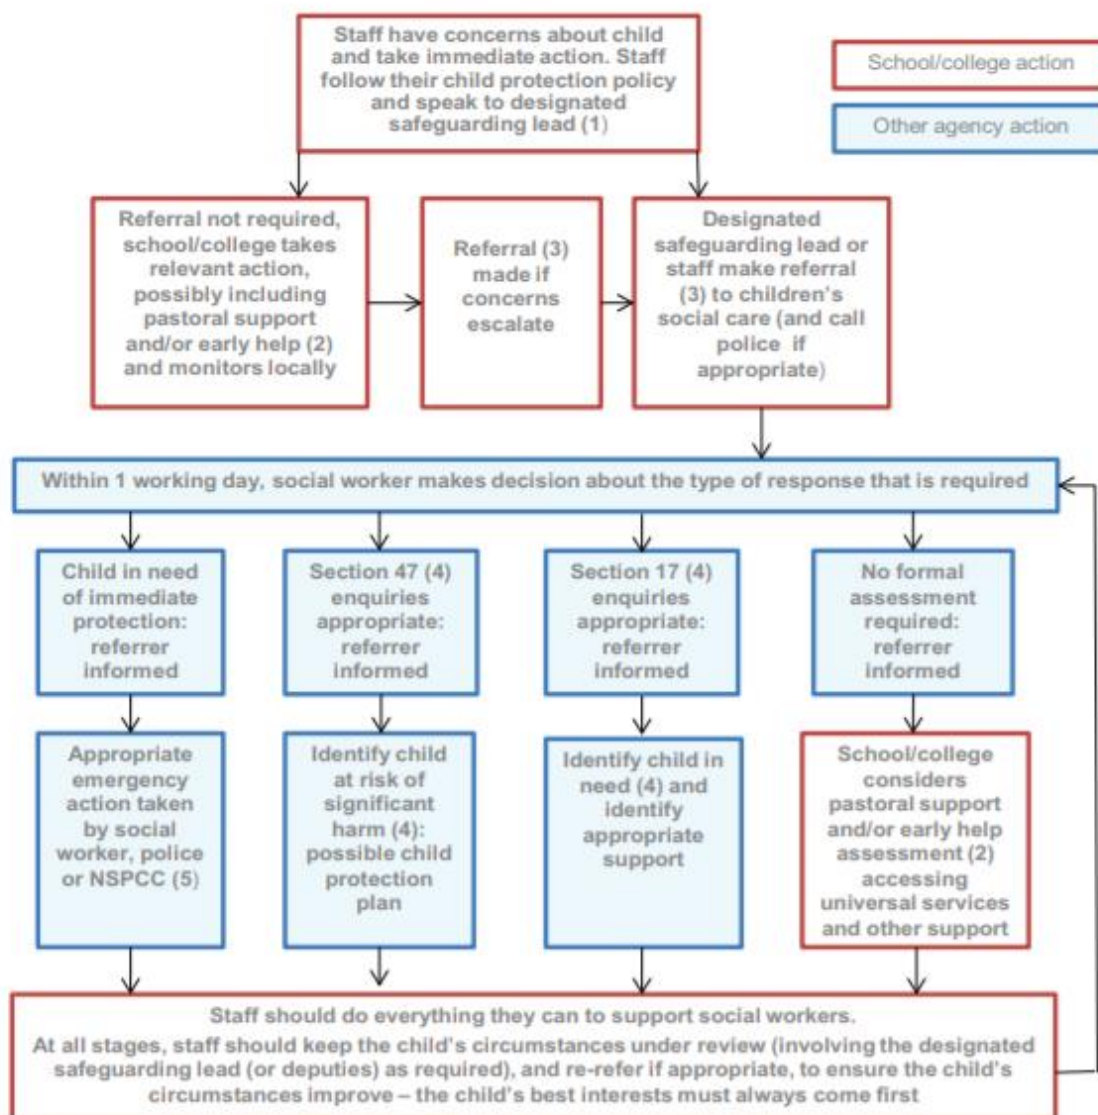 Staff have concerns about child
and take immediate action. Staff
follow their child protection policy
and speak to designated
safeguarding lead (1)
School/college action
Other agency action
Referral not required,
school/college takes
relevant action,
possibly including
pastoral support
and/or early help (2)
and monitors locally
Referral (3)
made if
concerns
escalate
Designated
safeguarding lead or
staff make referral
(3) to children’s
social care (and call
police if
appropriate)
Within 1 working day, social worker makes decision about the type of response that is required
Child in need
of immediate
protection:
referrer
informed
Section 47 (4)
enquiries
appropriate:
referrer
informed
Section 17 (4)
enquiries
appropriate:
referrer
informed
No formal
assessment
required:
referrer
informed
Appropriate
emergency
action taken
by social
worker, police
or NSPCC (5)
Identify child
at risk of
significant
harm (4):
possible child
protection
plan
Identify child in
need (4) and
identify
appropriate
support
School/college
considers
pastoral support
and/or early help
assessment (2)
accessing
universal services
and other support
Staff should do everything they can to support social workers.
At all stages, staff should keep the child’s circumstances under review (involving the designated
safeguarding lead (or deputies) as required), and re-refer if appropriate, to ensure the child’s
circumstances improve – the child’s best interests must always come first